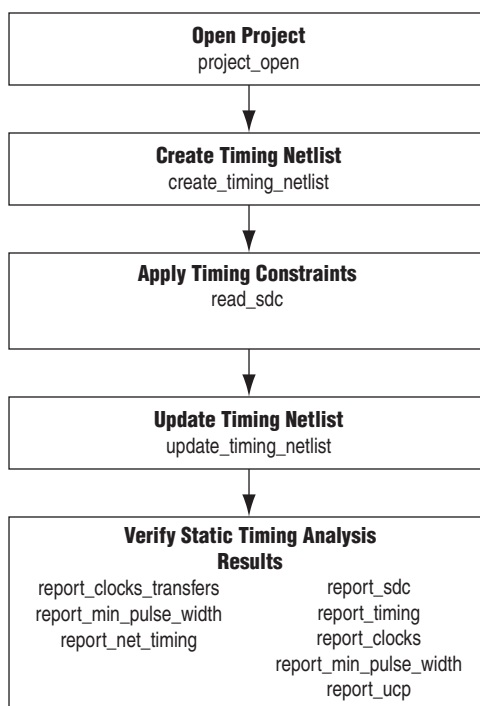 Open Project
project_open
Create Timing Netlist
create_timing_netlist
Apply Timing Constraints
read_sdc
Update Timing Netlist
update_timing_netlist
Verify Static Timing Analysis
Results
report_clocks_transfers
report_min_pulse_width
report_net_timing
report_sdc
report_timing
report_clocks
report_min_pulse_width
report_ucp